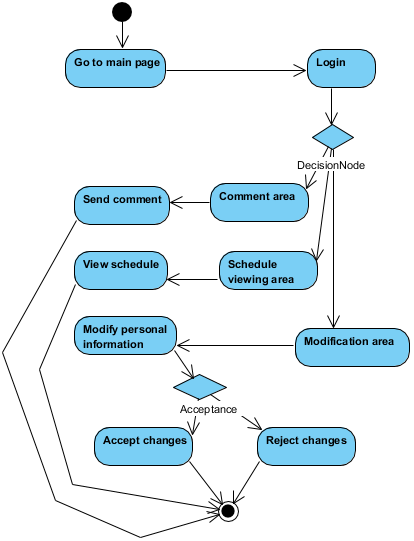 Go to main page
Login
DecisionNode
Send comment
Comment area
View schedule
Schedule
viewing area
Modify personal
information
Modification area
Acceptance
Accept changes
Reject changes